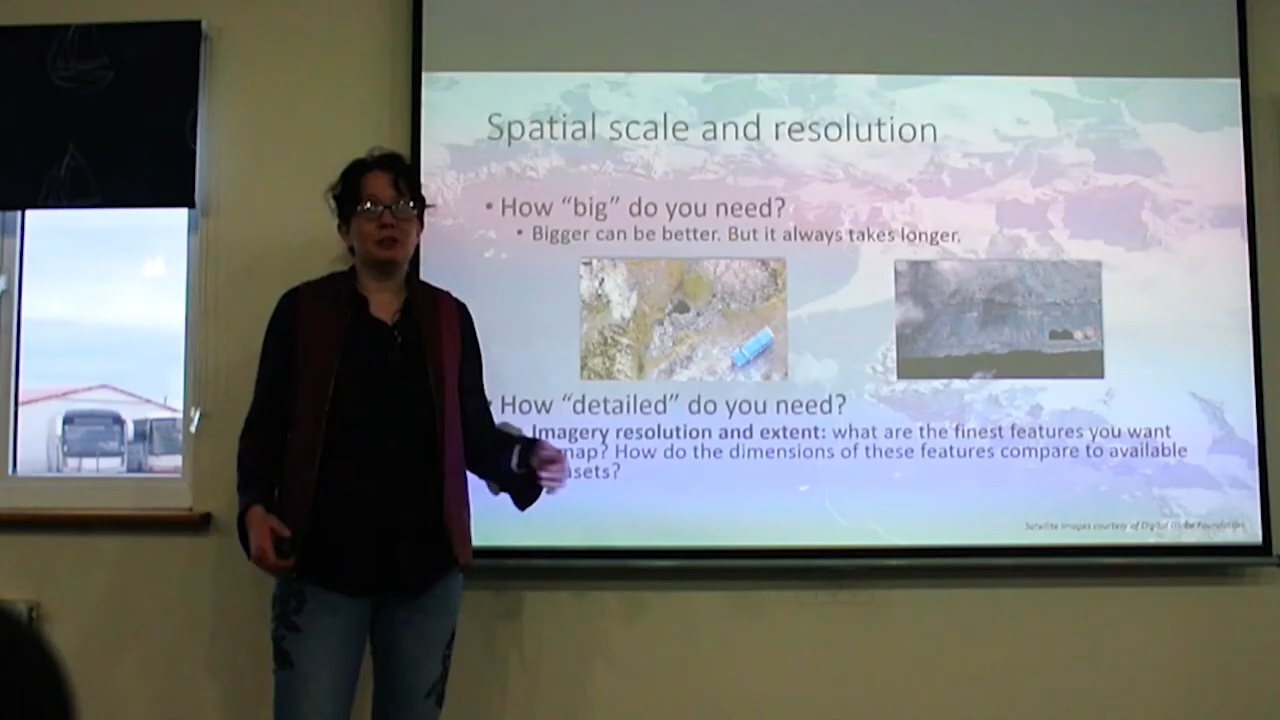 Spatial scale and resolution
• How “big” do you need?
• Bigger can be better. But it always takes longer.
How “detailed” do you need?
Imagery resolution and extent: what are the finest features you want
map? How do the dimensions of these features compare to available
sets?
Satellite images courtesy of Digital Globe Foundation